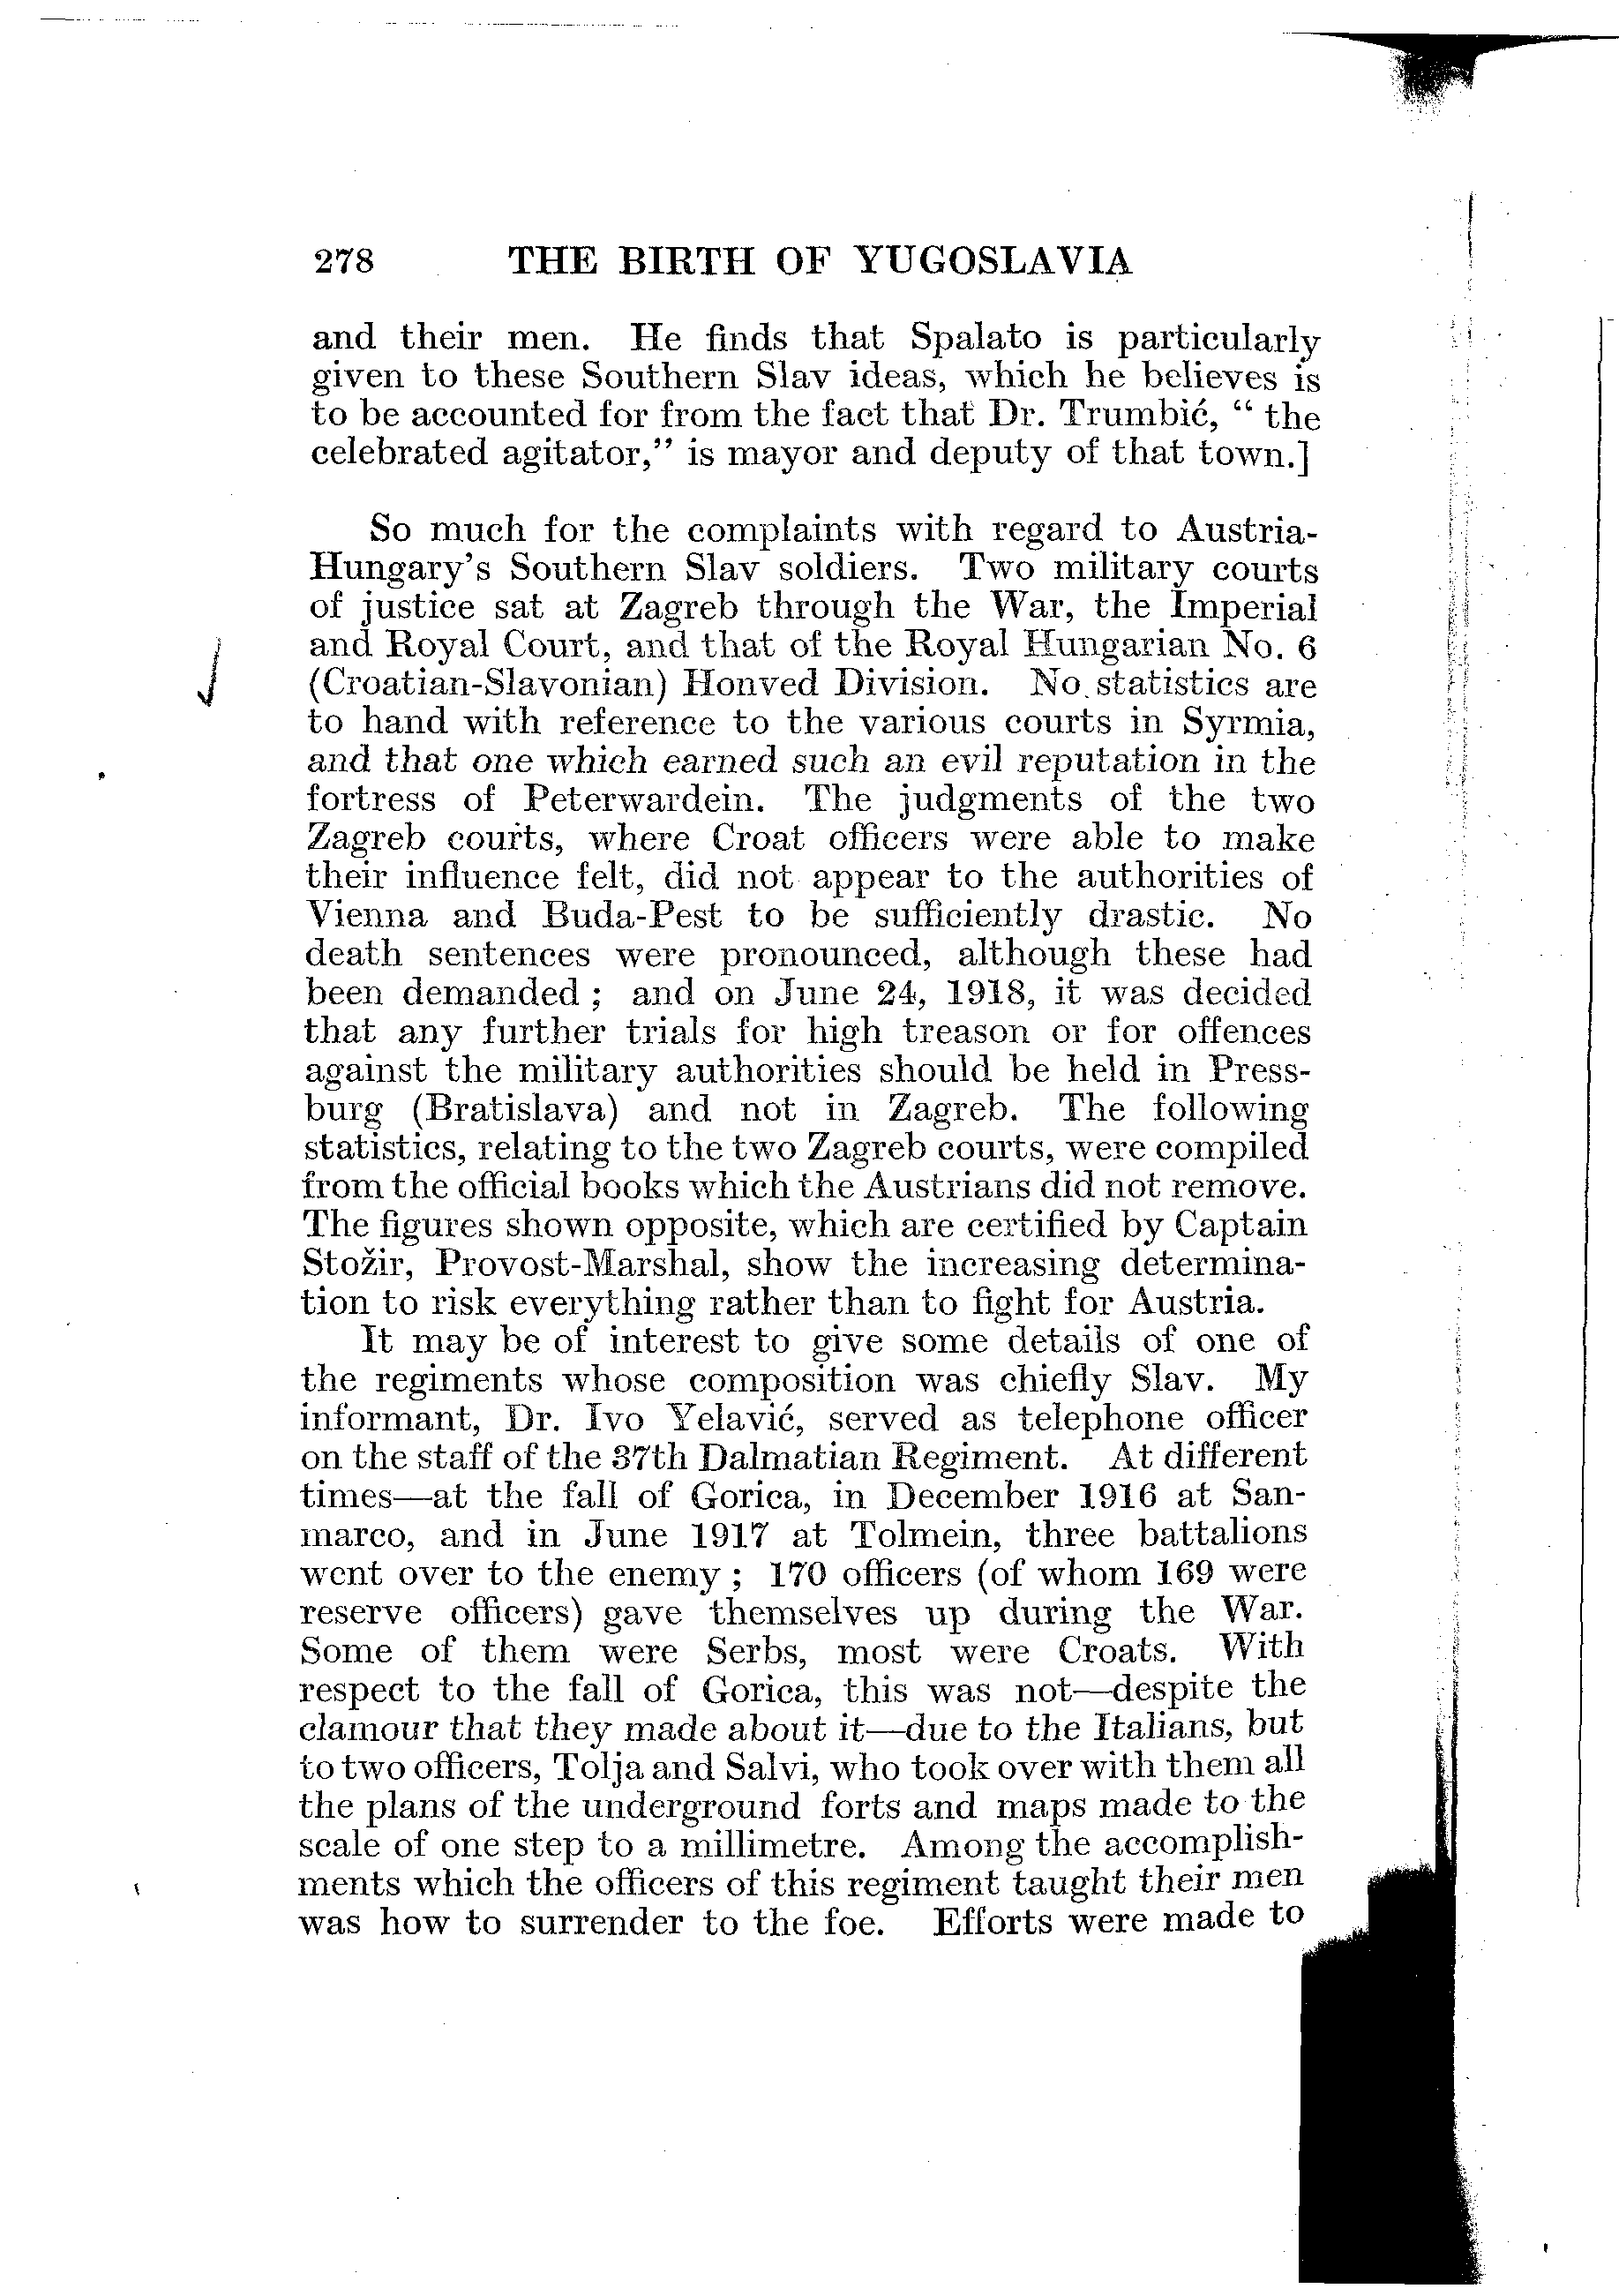 278 THE BIRTH OF YUGOSLAVIA
and their men. He finds that Spalato is particularly
given to these Southern Slav ideas, which he believes is
to be accounted for from the fact that Dr. Trumbić, “ the
celebrated agitator,” is mayor and deputy of that town.]
So much for the complaints with regard to Austria-
Hungary’s Southern Slav soldiers. Two military courts
of justice sat at Zagreb through the War, the Imperial
and Royal Court, and that of the Royal Hungarian No. 6
(Croatian-Slavonian) Honved Division. No statistics are
to hand with reference to the various courts in Syrmia,
and that one which earned such an evil reputation in the
fortress of Peterwardein. The judgments of the two
Zagreb courts, where Croat officers were able to make
their influence felt, did not appear to the authorities of
Vienna and Buda-Pest to be sufficiently drastic. No
death sentences were pronounced, although these had
been demanded ; and on June 24, 1918, it was decided
that any further trials for high treason or for offences
against the military authorities should be held in Press-
burg (Bratislava) and not in Zagreb. The following
statistics, relating to the two Zagreb courts, were compiled
from the official books which the Austrians did not remove.
The figures shown opposite, which are certified by Captain
Stožir, Provost-Marshal, show the increasing determina-
tion to risk everything rather than to fight for Austria.
It may be of interest to give some details of one of
the regiments whose composition was chiefly Slav. My
informant, Dr. Ivo Yelavić, served as telephone officer
on the staff of the 37th Dalmatian Regiment. At different
times—at the fall of Gorica, in December 1916 at San-
marco, and in June 1917 at Tolmein, three battalions
went over to the enemy ; 170 officers (of whom 169 were
reserve officers) gave themselves up during the War.
Some of them were Serbs, most were Croats. With
respect to the fall of Gorica, this was not—despite the
clamour that they made about it—due to the Italians, but
to two officers, Tolja and Salvi, who took over with them all
the plans of the underground forts and maps made to the
scale of one step to a millimetre. Among the accomplish-
ments which the officers of this regiment taught their men
was how to surrender to the foe. Efforts were made to